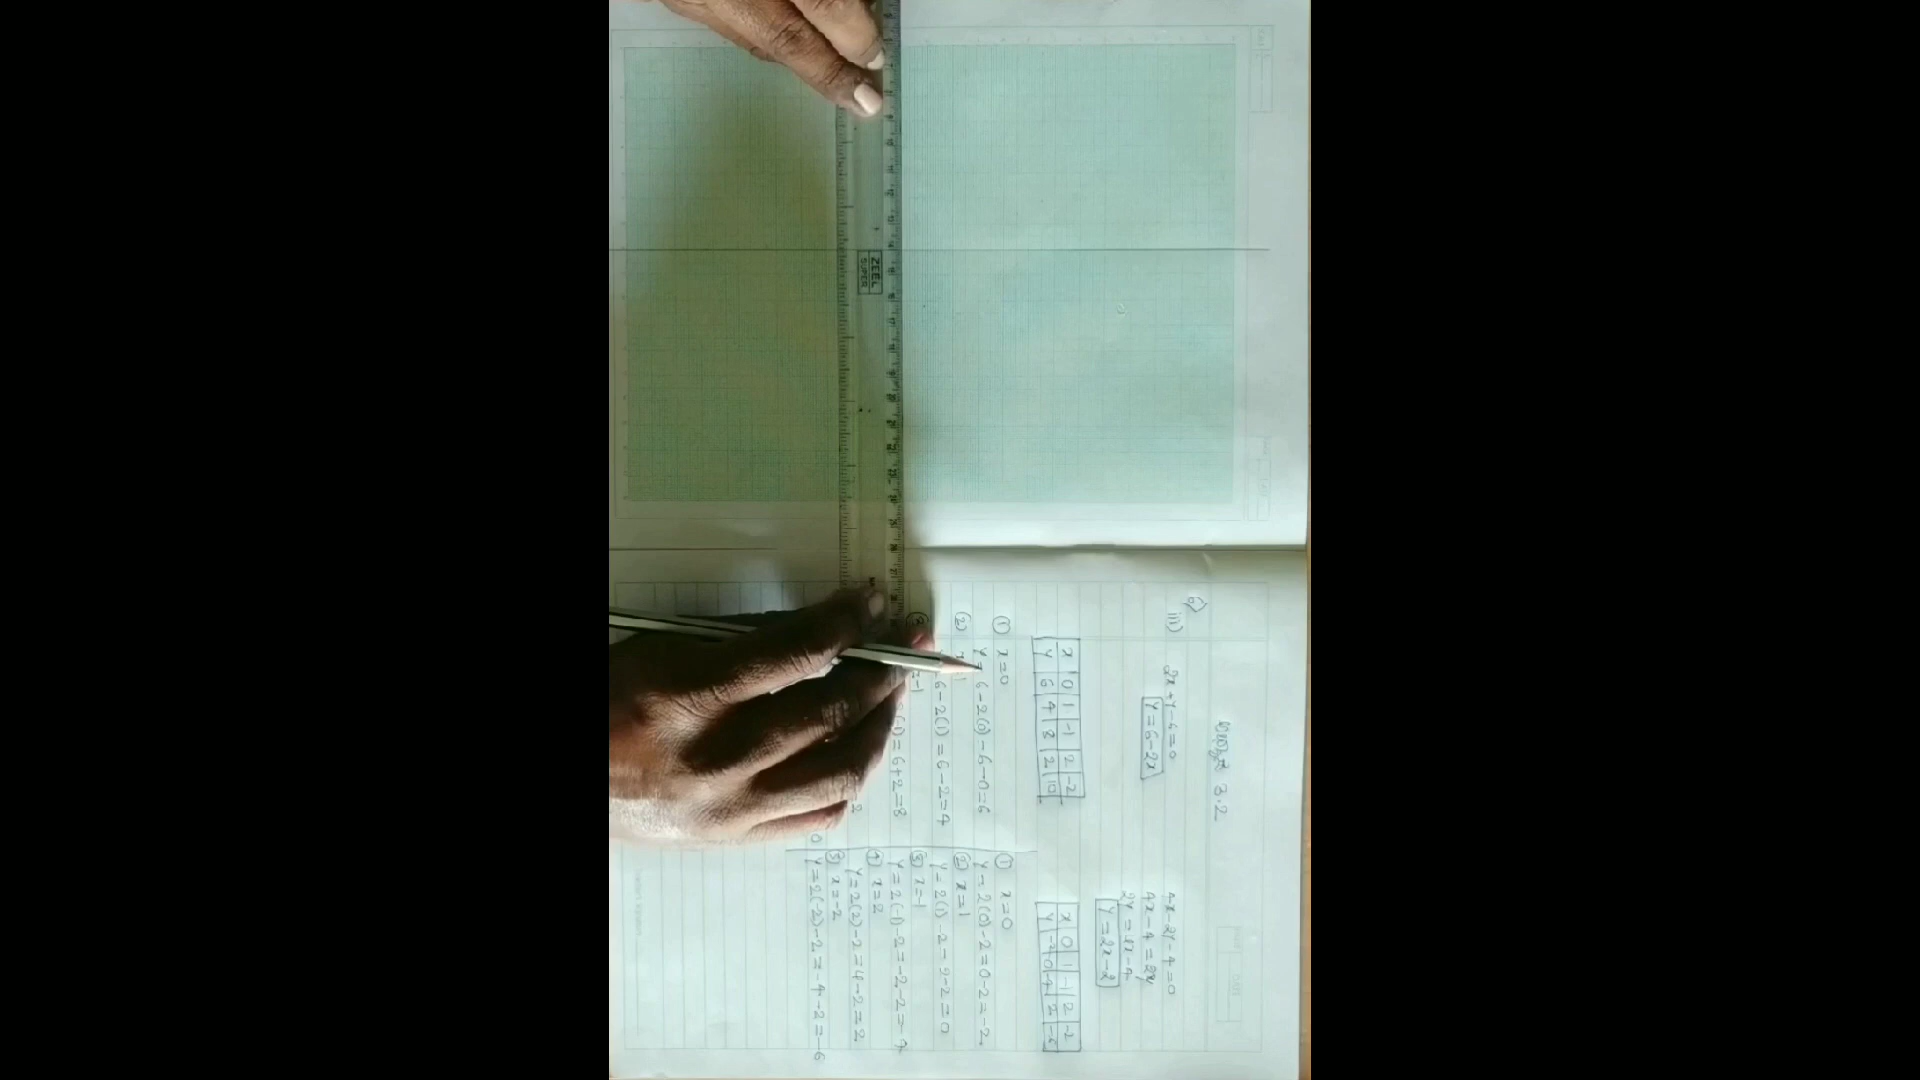 3.2
Q
iii)
2x+y-6=0
y=6-2x
x 0 1 -1 2 -2
y 6 4 8 2 10
① x=0
y=6-2(0)-6-0=6
②
6-2(1)=6-2=4
=-1
=6+2=8
4x-2y-4=0
4x-4=2y
2y=4x-4
y=2x-2
x 0 1 -1 2 -2
y -2 0 -4 2 -6
① x=0
y=2(0)-2=0-2=-2
② x=1
y=2(1)-2=2-2=0
③ x=-1
y=2(-1)-2=-2-2=-4
④ x=2
y=2(2)-2=4-2=2
⑤ x=-2
y=2(-2)-2=-4-2=-6
ZEEL
SUPER